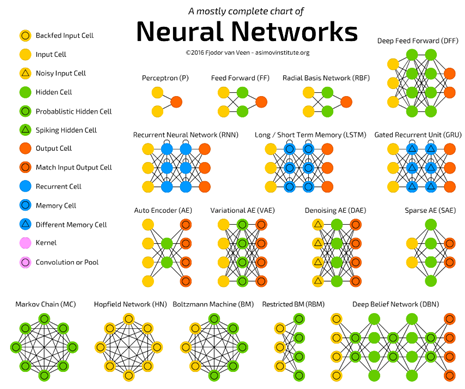 A mostly complete chart of
Neural Networks
©2016 Fjodor van Veen - asimovinstitute.org
Backfed Input Cell
Input Cell
Noisy Input Cell
Hidden Cell
Probablistic Hidden Cell
Spiking Hidden Cell
Output Cell
Match Input Output Cell
Recurrent Cell
Memory Cell
Different Memory Cell
Kernel
Convolution or Pool
Deep Feed Forward (DFF)
Perceptron (P)
Feed Forward (FF)
Radial Basis Network (RBF)
Recurrent Neural Network (RNN)
Long / Short Term Memory (LSTM)
Gated Recurrent Unit (GRU)
Auto Encoder (AE)
Variational AE (VAE)
Denoising AE (DAE)
Sparse AE (SAE)
Markov Chain (MC)
Hopfield Network (HN)
Boltzmann Machine (BM)
Restricted BM (RBM)
Deep Belief Network (DBN)